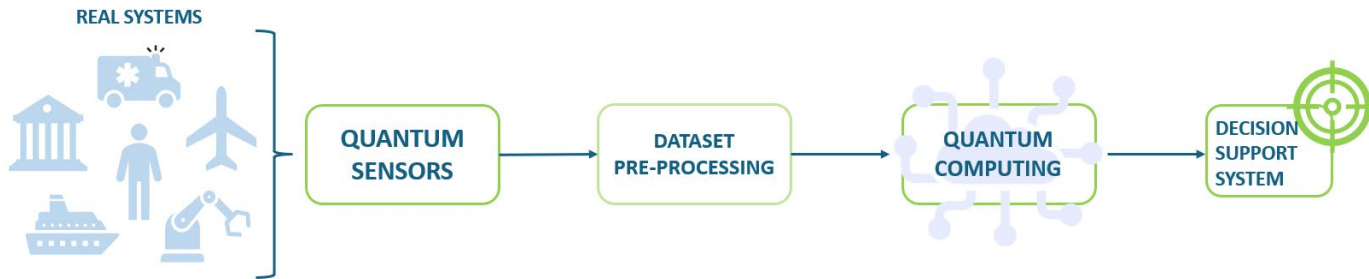 REAL SYSTEMS
QUANTUM
SENSORS
DATASET
PRE-PROCESSING
QUANTUM
COMPUTING
DECISION
SUPPORT
SYSTEM